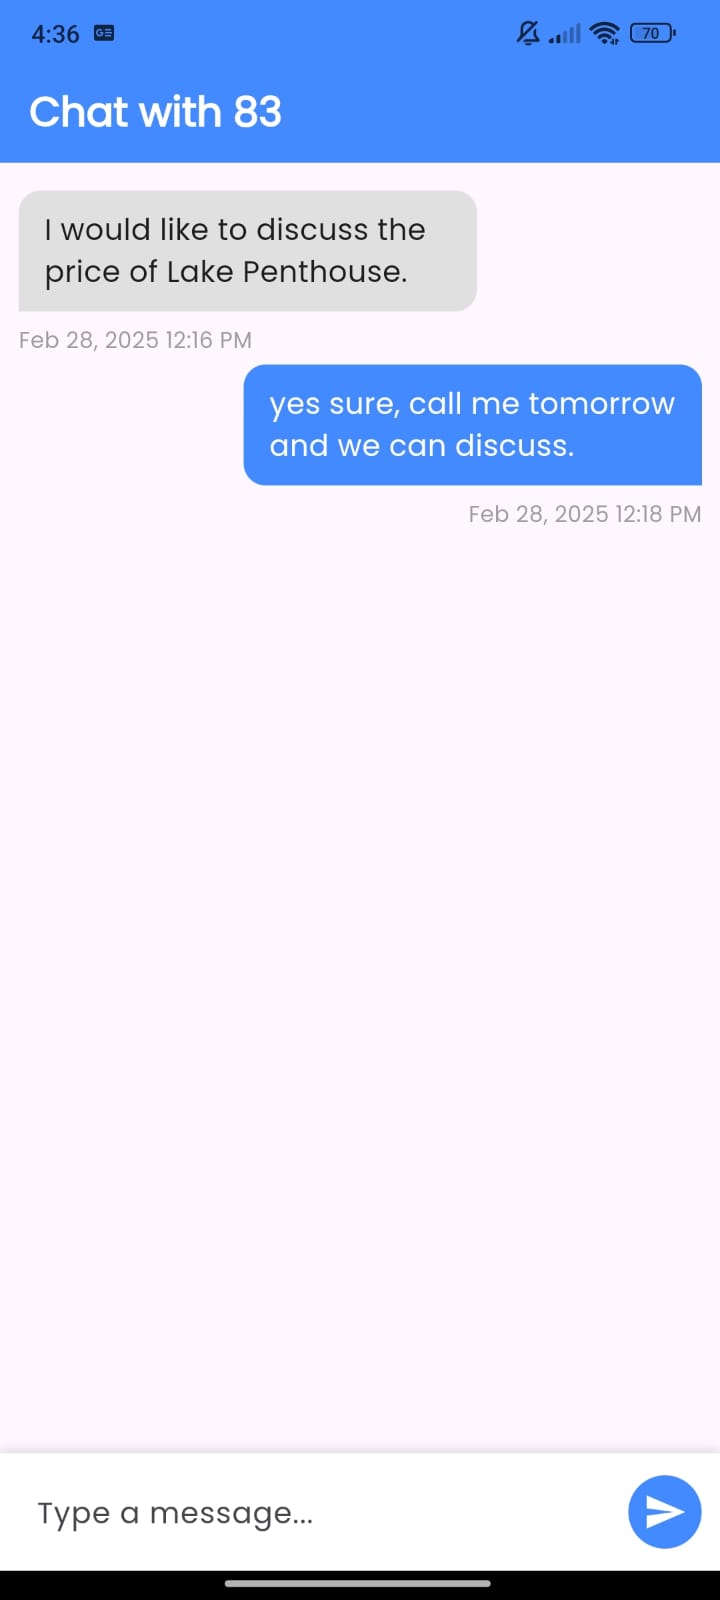 4:36 GE
70
Chat with 83
I would like to discuss the
price of Lake Penthouse.
Feb 28, 2025 12:16 PM
yes sure, call me tomorrow
and we can discuss.
Feb 28, 2025 12:18 PM
Type a message...